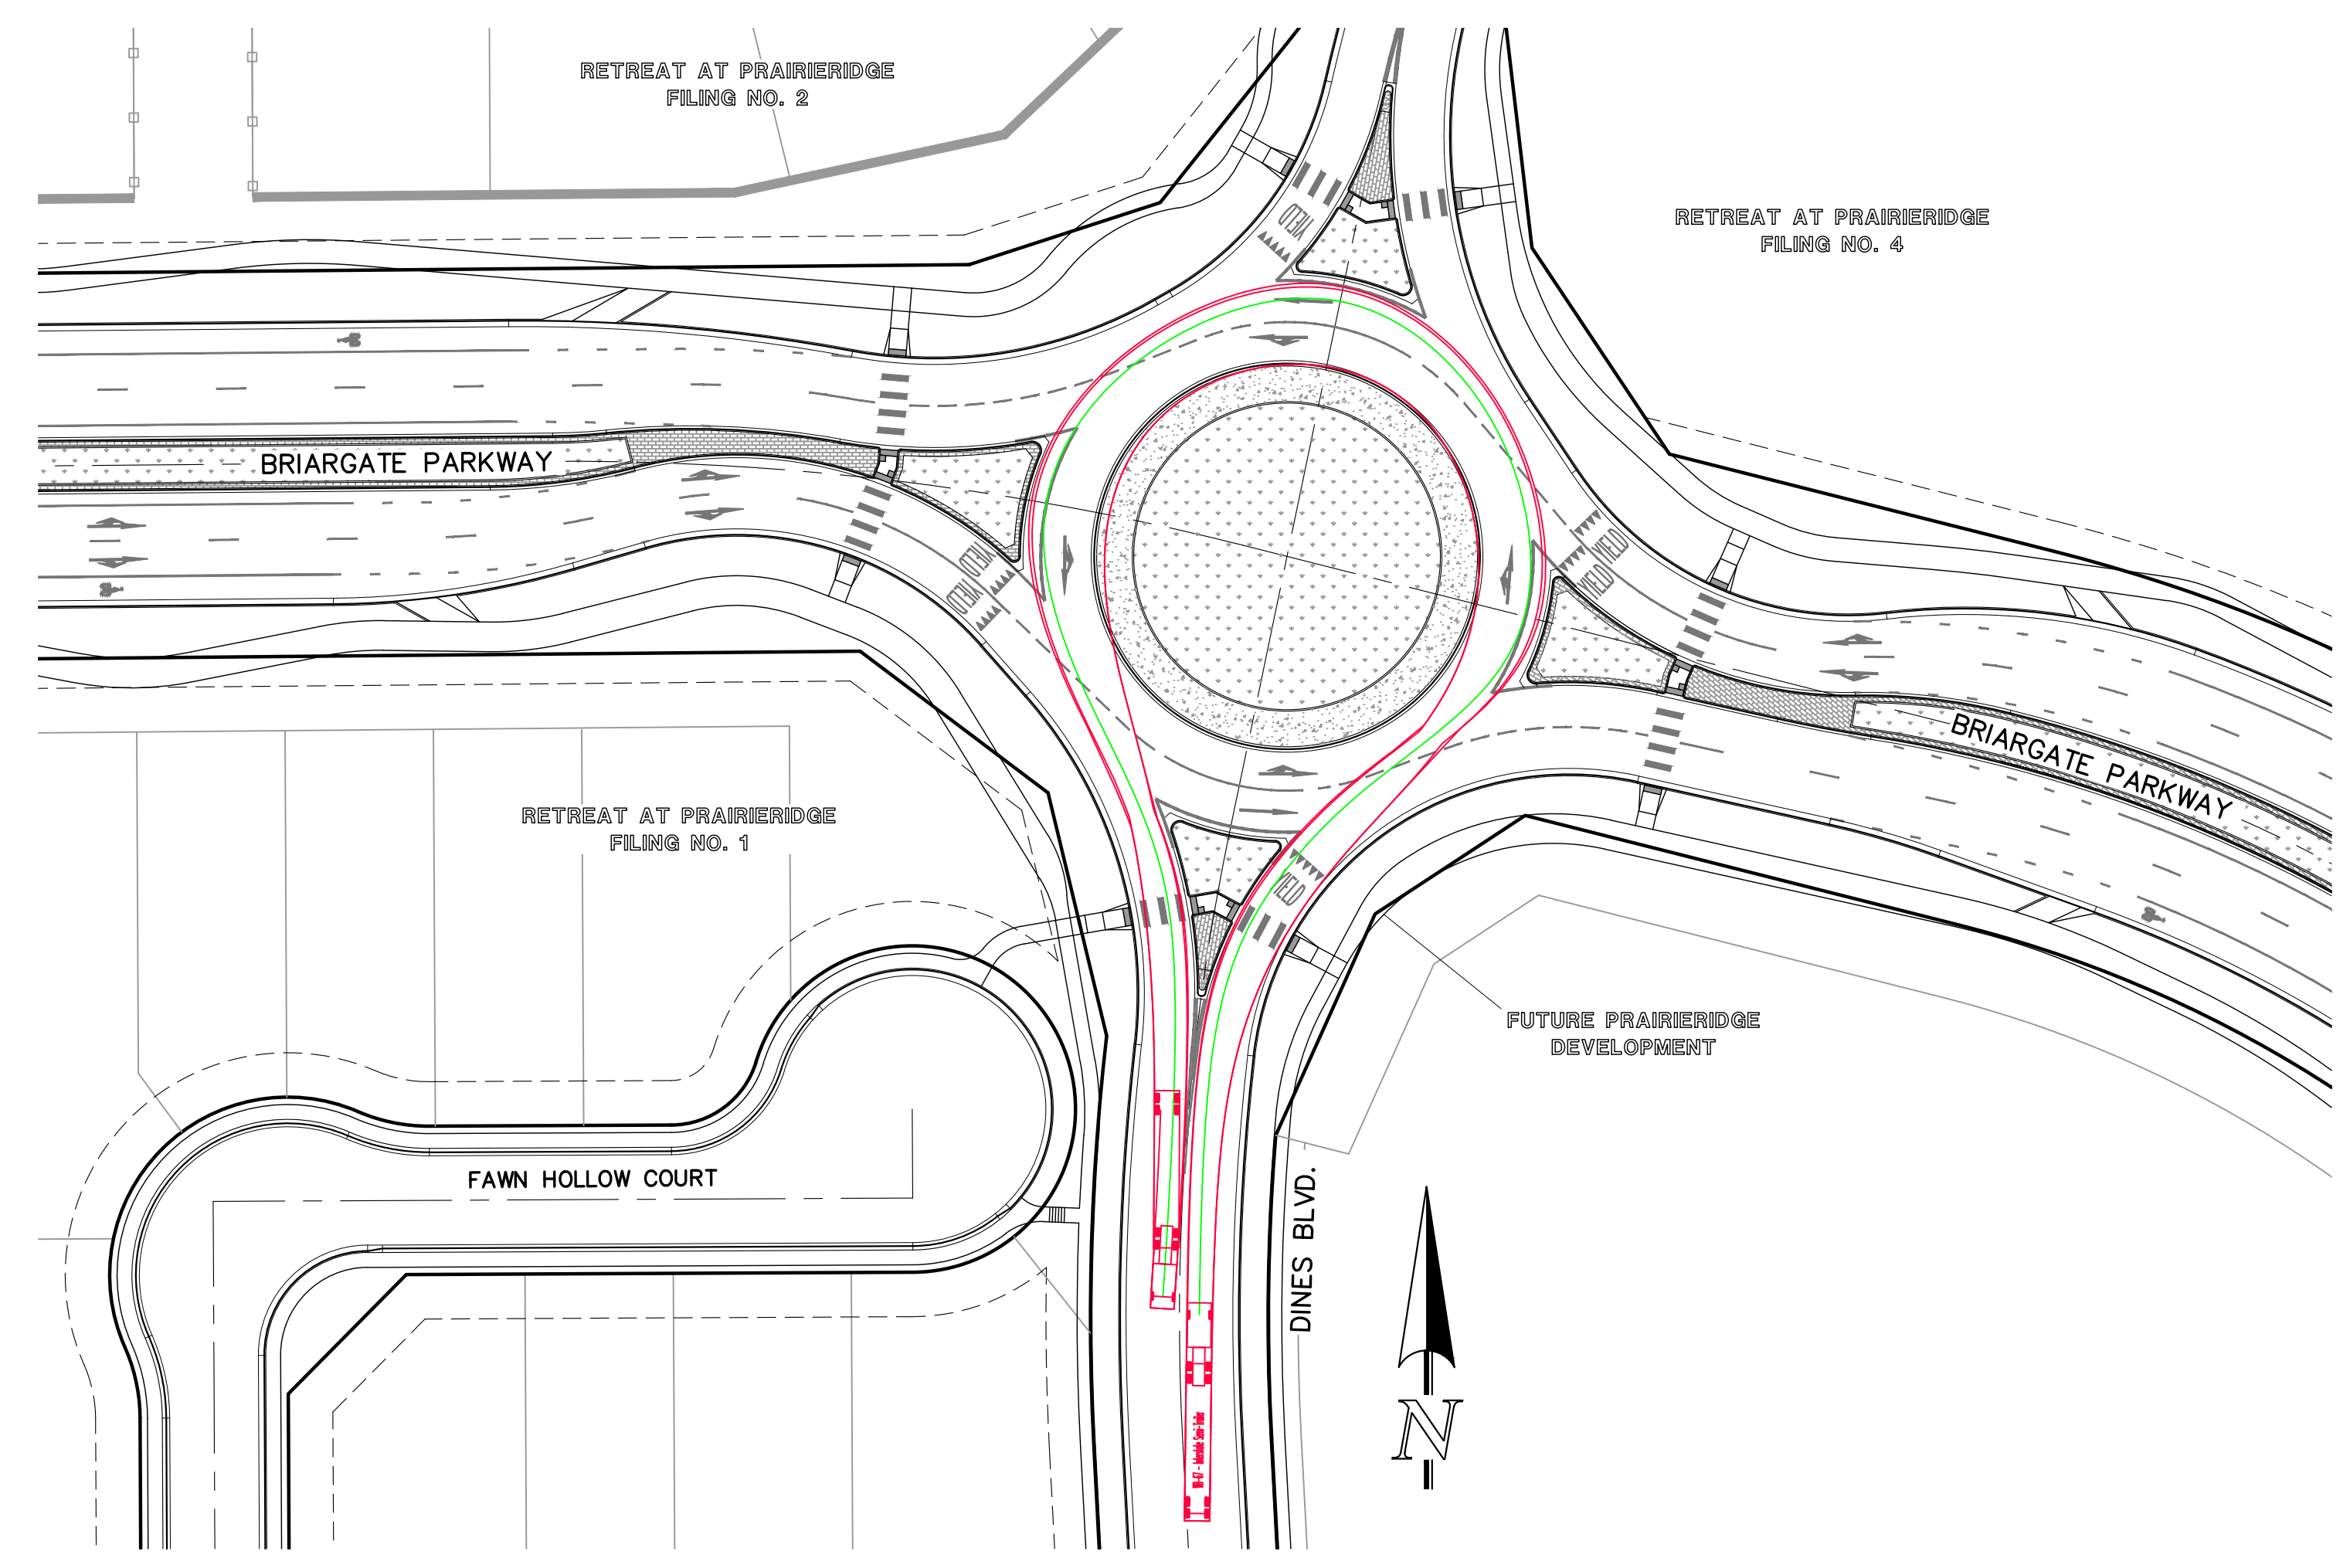 RETREAT AT PRAIRIERIDGE
FILING NO. 2
RETREAT AT PRAIRIERIDGE
FILING NO. 4
YIELD
BRIARGATE PARKWAY
YIELD
YIELD
YIELD
YIELD
BRIARGATE PARKWAY
RETREAT AT PRAIRIERIDGE
FILING NO. 1
YIELD
FUTURE PRAIRIERIDGE
DEVELOPMENT
FAWN HOLLOW COURT
DINES BLVD.
N